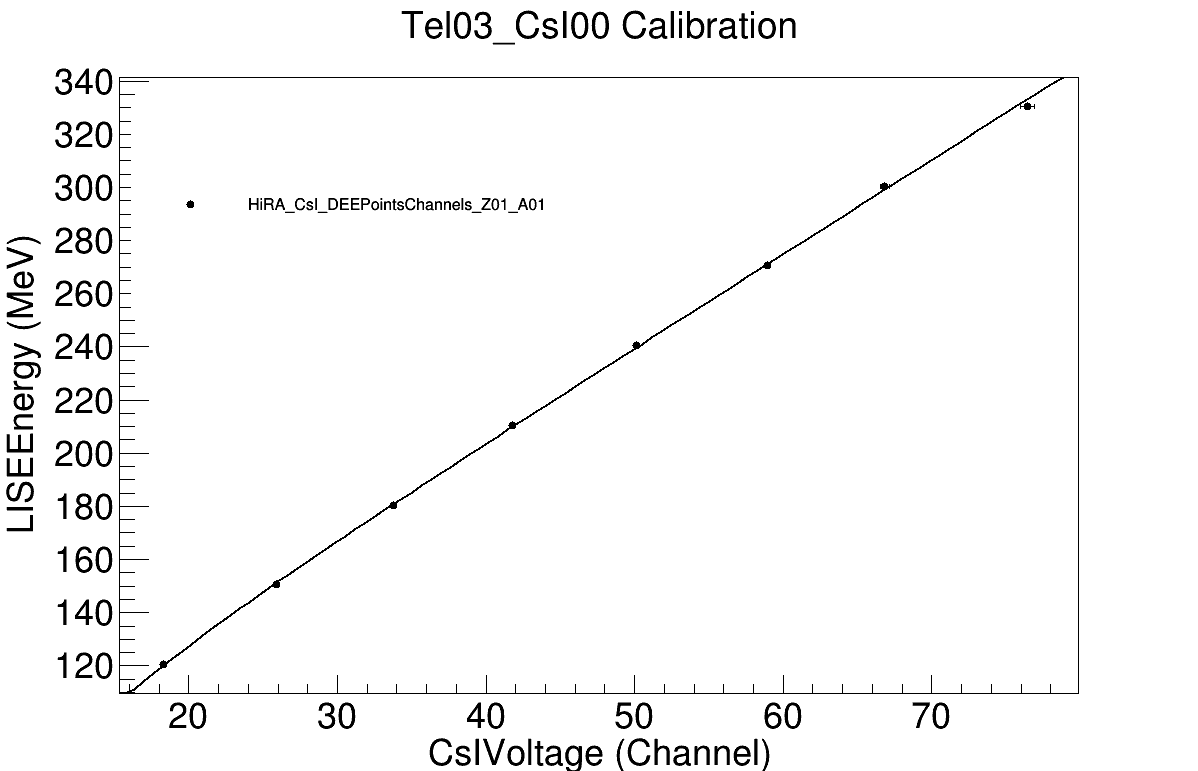 Tel03_CsI00 Calibration
340
320
300
280
260
240
220
200
180
160
140
120
LISEEnergy (MeV)
HiRA_CsI_DEEPointsChannels_Z01_A01
20 30 40 50 60 70
CsIVoltage (Channel)